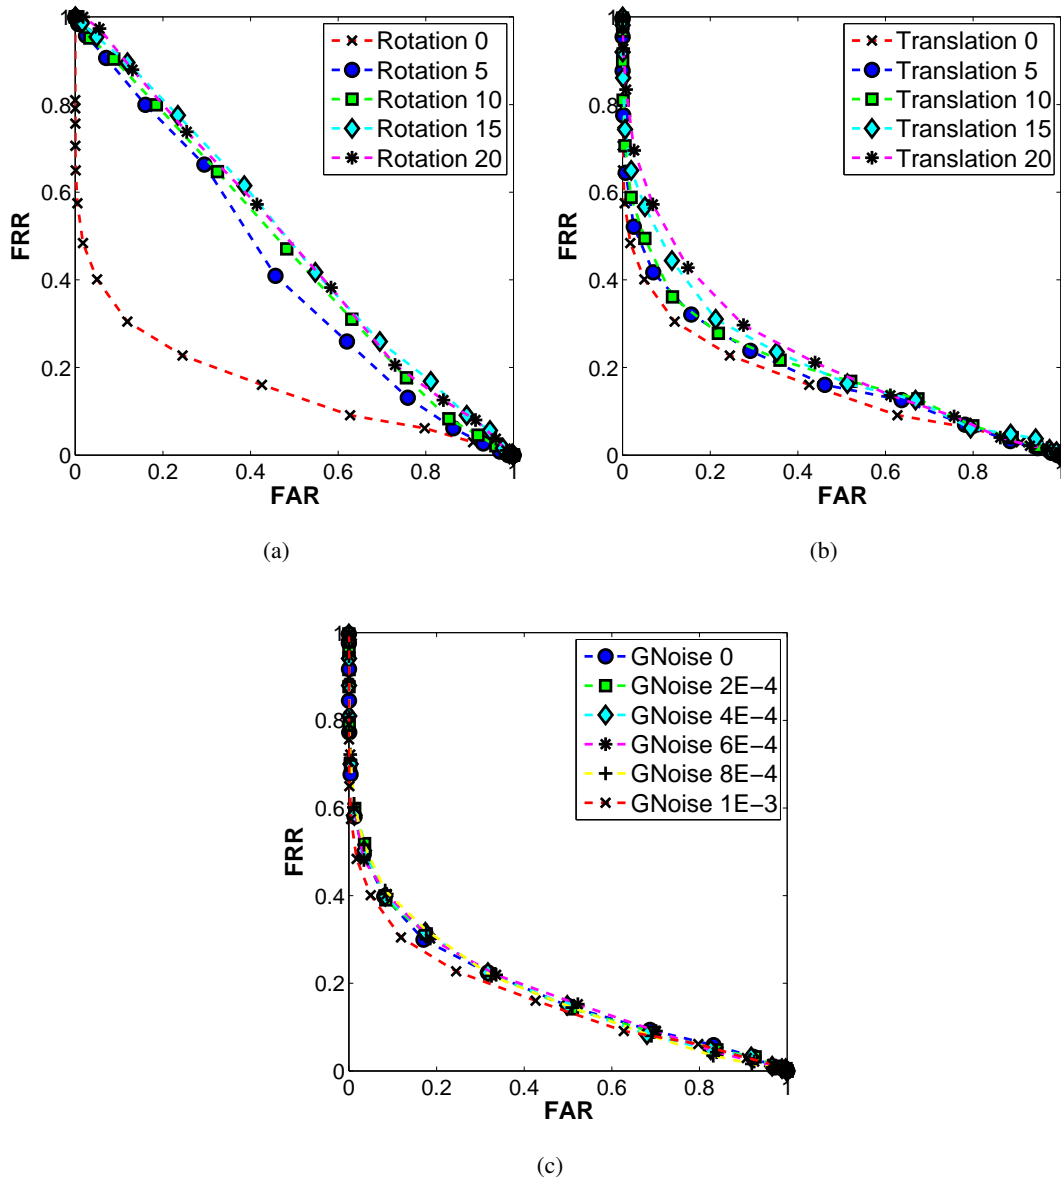 1
0.8
0.6
0.4
0.2
0
0 0.2 0.4 0.6 0.8 1
FRR
FAR
Rotation 0
Rotation 5
Rotation 10
Rotation 15
Rotation 20
(a)
1
0.8
0.6
0.4
0.2
0
0 0.2 0.4 0.6 0.8 1
FRR
FAR
Translation 0
Translation 5
Translation 10
Translation 15
Translation 20
(b)
1
0.8
0.6
0.4
0.2
0
0 0.2 0.4 0.6 0.8 1
FRR
FAR
GNoise 0
GNoise 2E−4
GNoise 4E−4
GNoise 6E−4
GNoise 8E−4
GNoise 1E−3
(c)